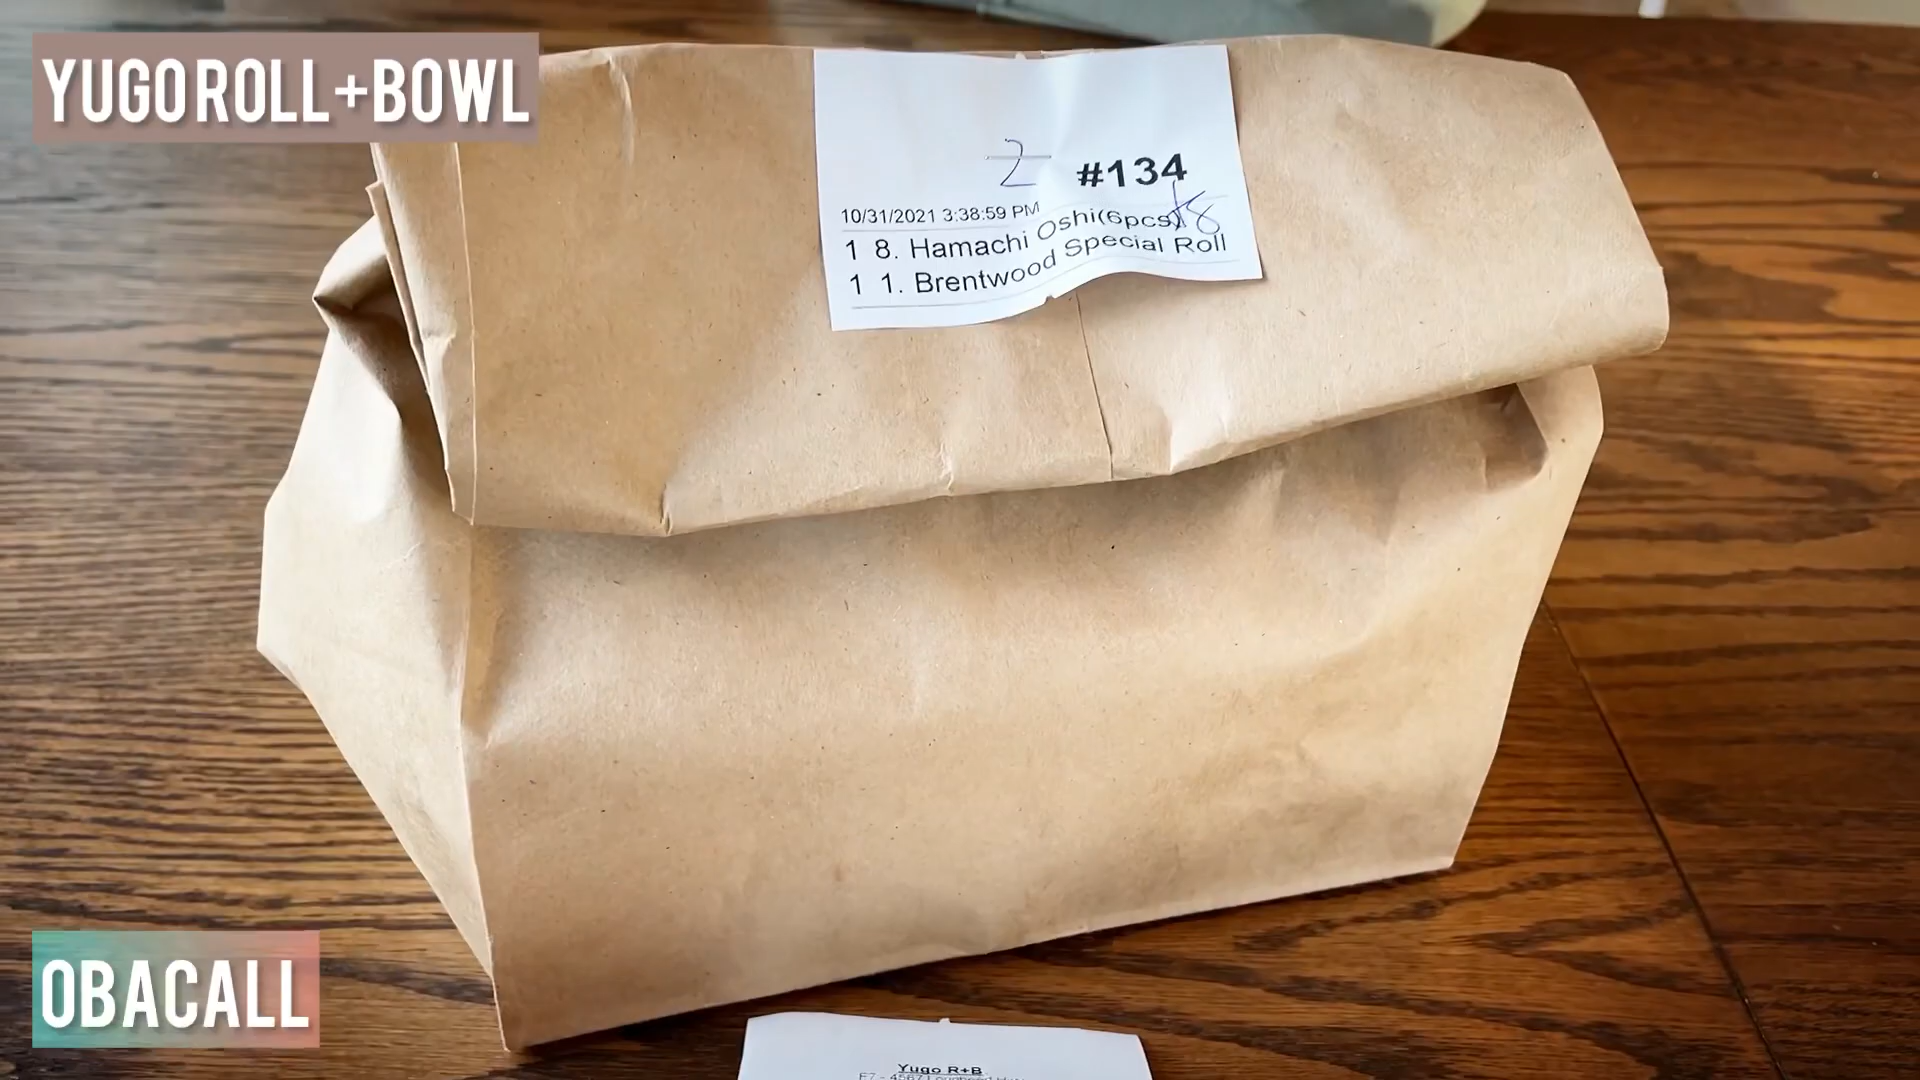 YUGO ROLL + BOWL
2 #134
10/31/2021 3:38:59 PM
1 8. Hamachi Oshi(6pcs) 
1 1. Brentwood Special Roll
OBACALL
Yugo R+B